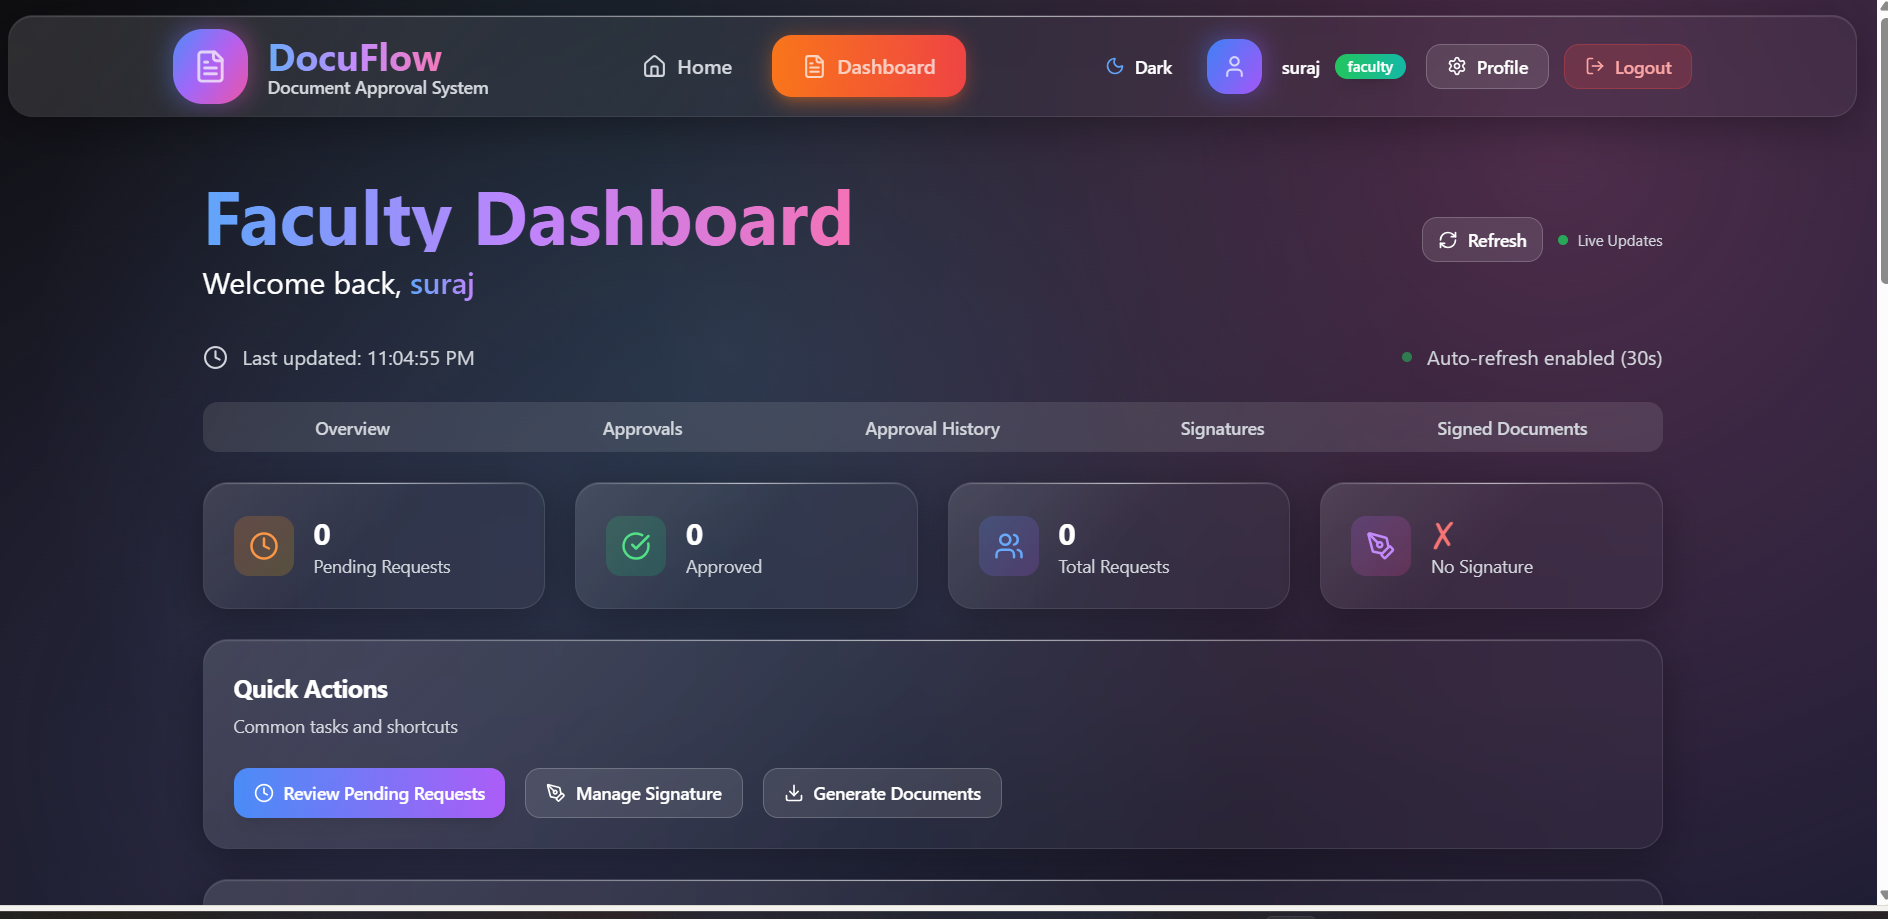 DocuFlow
Document Approval System
Home
Dashboard
Dark
suraj
faculty
Profile
Logout
Faculty Dashboard
Refresh
Live Updates
Welcome back, suraj
Last updated: 11:04:55 PM
Auto-refresh enabled (30s)
Overview
Approvals
Approval History
Signatures
Signed Documents
0
Pending Requests
0
Approved
0
Total Requests
✗
No Signature
Quick Actions
Common tasks and shortcuts
Review Pending Requests
Manage Signature
Generate Documents